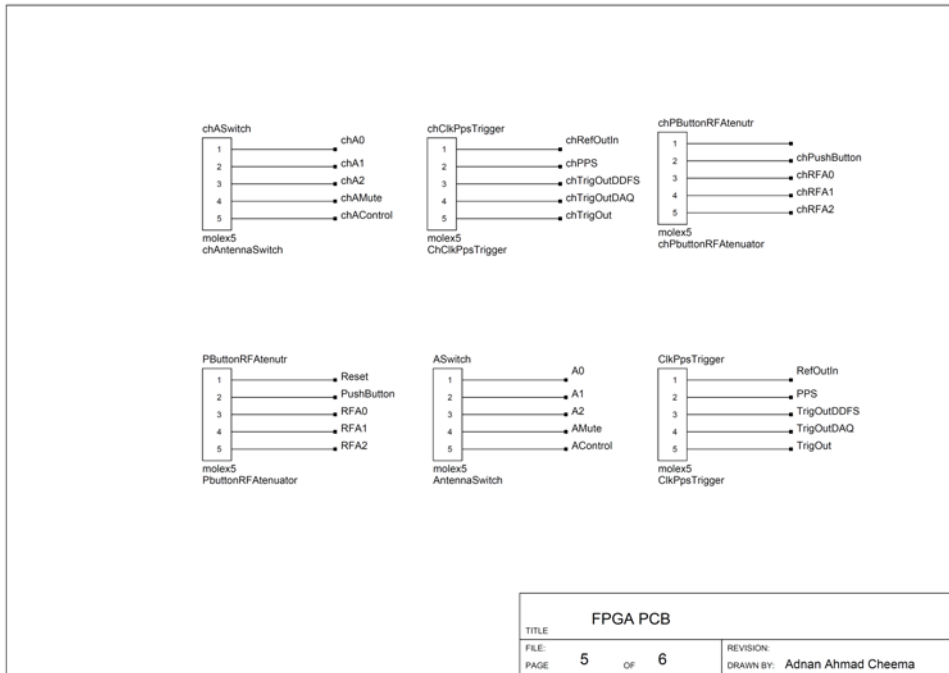 chASwitch
1 chA0
2 chA1
3 chA2
4 chAMute
5 chAControl
molex5
chAntennaSwitch
chClkPpsTrigger
1 chRefOutIn
2 chPPS
3 chTrigOutDDFS
4 chTrigOutDAQ
5 chTrigOut
molex5
ChClkPpsTrigger
chPButtonRFAtenutr
1
2 chPushButton
3 chRFA0
4 chRFA1
5 chRFA2
molex5
chPbuttonRFAtenuator
PButtonRFAtenutr
1 Reset
2 PushButton
3 RFA0
4 RFA1
5 RFA2
molex5
PbuttonRFAtenuator
ASwitch
1 A0
2 A1
3 A2
4 AMute
5 AControl
molex5
AntennaSwitch
ClkPpsTrigger
1 RefOutIn
2 PPS
3 TrigOutDDFS
4 TrigOutDAQ
5 TrigOut
molex5
ClkPpsTrigger
TITLE FPGA PCB
FILE:
PAGE 5 OF 6
REVISION:
DRAWN BY: Adnan Ahmad Cheema